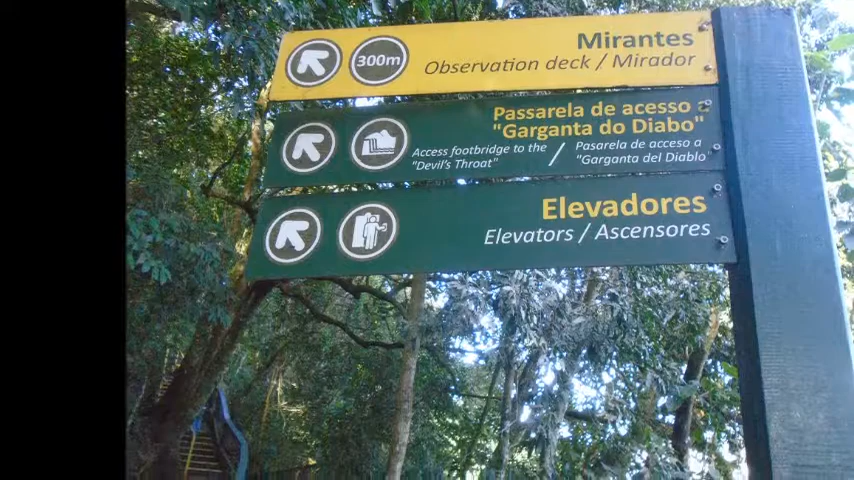 300m
Mirantes
Observation deck / Mirador
Passarela de acesso
"Garganta do Diabo"
Access footbridge to the / Pasarela de acceso a
"Devil's Throat" "Garganta del Diablo"
Elevadores
Elevators / Ascensores